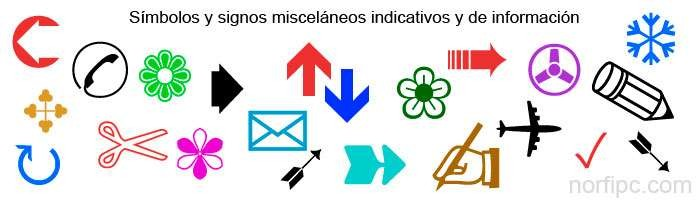 Símbolos y signos misceláneos indicativos y de información
norfipc.com